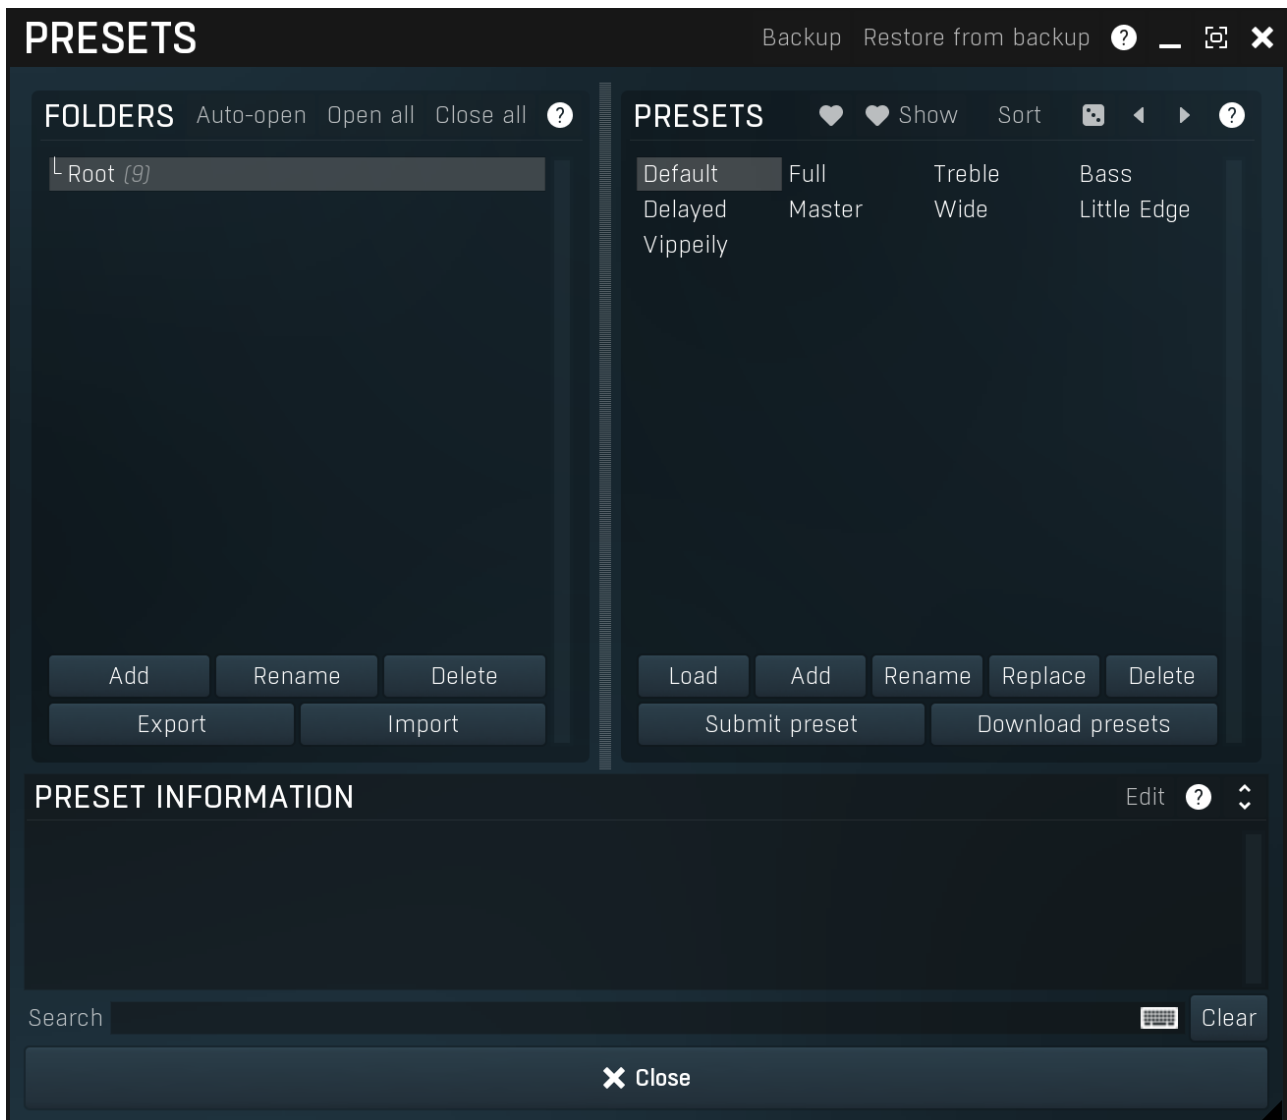 PRESETS Backup Restore from backup ?
FOLDERS Auto-open Open all Close all ?
Root (9)
Add Rename Delete
Export Import
PRESETS Show Sort ?
Default Full Treble Bass
Delayed Master Wide Little Edge
Vippeily
Load Add Rename Replace Delete
Submit preset Download presets
PRESET INFORMATION Edit ?
Search Clear
Close